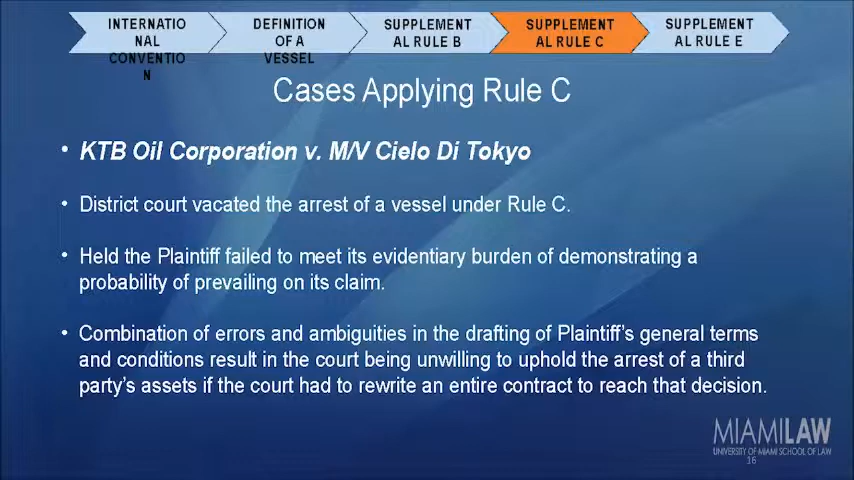 INTERNATIO
NAL
CONVENTIO
N
DEFINITION
OF A
VESSEL
SUPPLEMENT
AL RULE B
SUPPLEMENT
AL RULE C
SUPPLEMENT
AL RULE E
Cases Applying Rule C
• KTB Oil Corporation v. M/V Cielo Di Tokyo
• District court vacated the arrest of a vessel under Rule C.
• Held the Plaintiff failed to meet its evidentiary burden of demonstrating a
probability of prevailing on its claim.
• Combination of errors and ambiguities in the drafting of Plaintiff's general terms
and conditions result in the court being unwilling to uphold the arrest of a third
party's assets if the court had to rewrite an entire contract to reach that decision.
MIAMILAW
UNIVERSITY OF MIAMI SCHOOL OF LAW
16